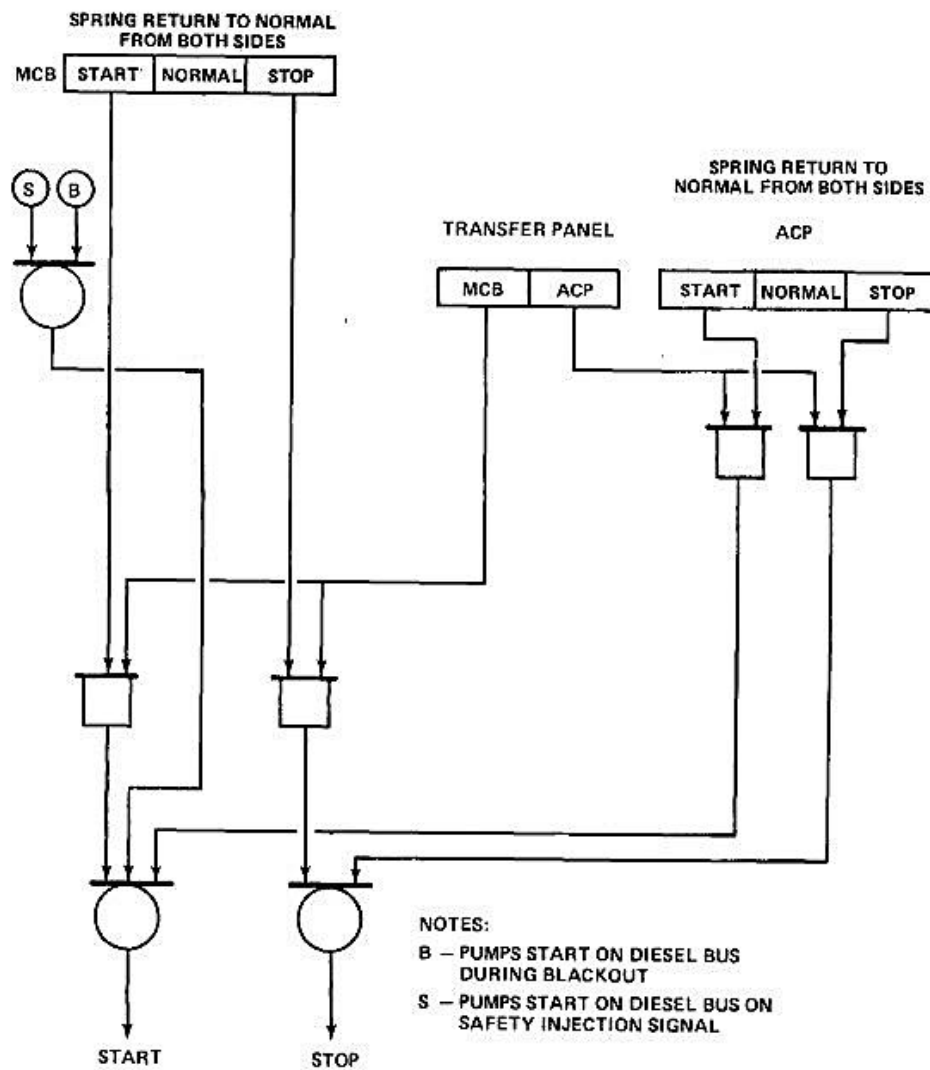 SPRING RETURN TO NORMAL
FROM BOTH SIDES
MCB START NORMAL STOP
S B
SPRING RETURN TO
NORMAL FROM BOTH SIDES
TRANSFER PANEL
ACP
MCB ACP
START NORMAL STOP
NOTES:
B – PUMPS START ON DIESEL BUS
DURING BLACKOUT
S – PUMPS START ON DIESEL BUS ON
SAFETY INJECTION SIGNAL
START
STOP